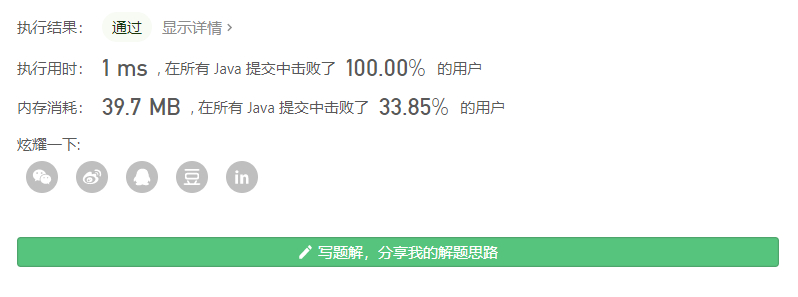 执行结果： 通过 显示详情 ›
执行用时： 1 ms , 在所有 Java 提交中击败了 100.00% 的用户
内存消耗： 39.7 MB , 在所有 Java 提交中击败了 33.85% 的用户
炫耀一下:
豆 in
写题解，分享我的解题思路